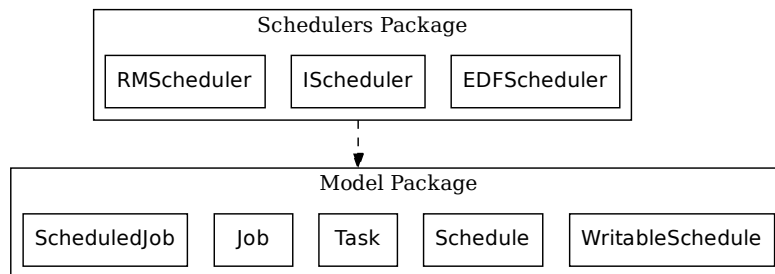 Schedulers Package
RMScheduler IScheduler EDFScheduler
Model Package
ScheduledJob Job Task Schedule WritableSchedule